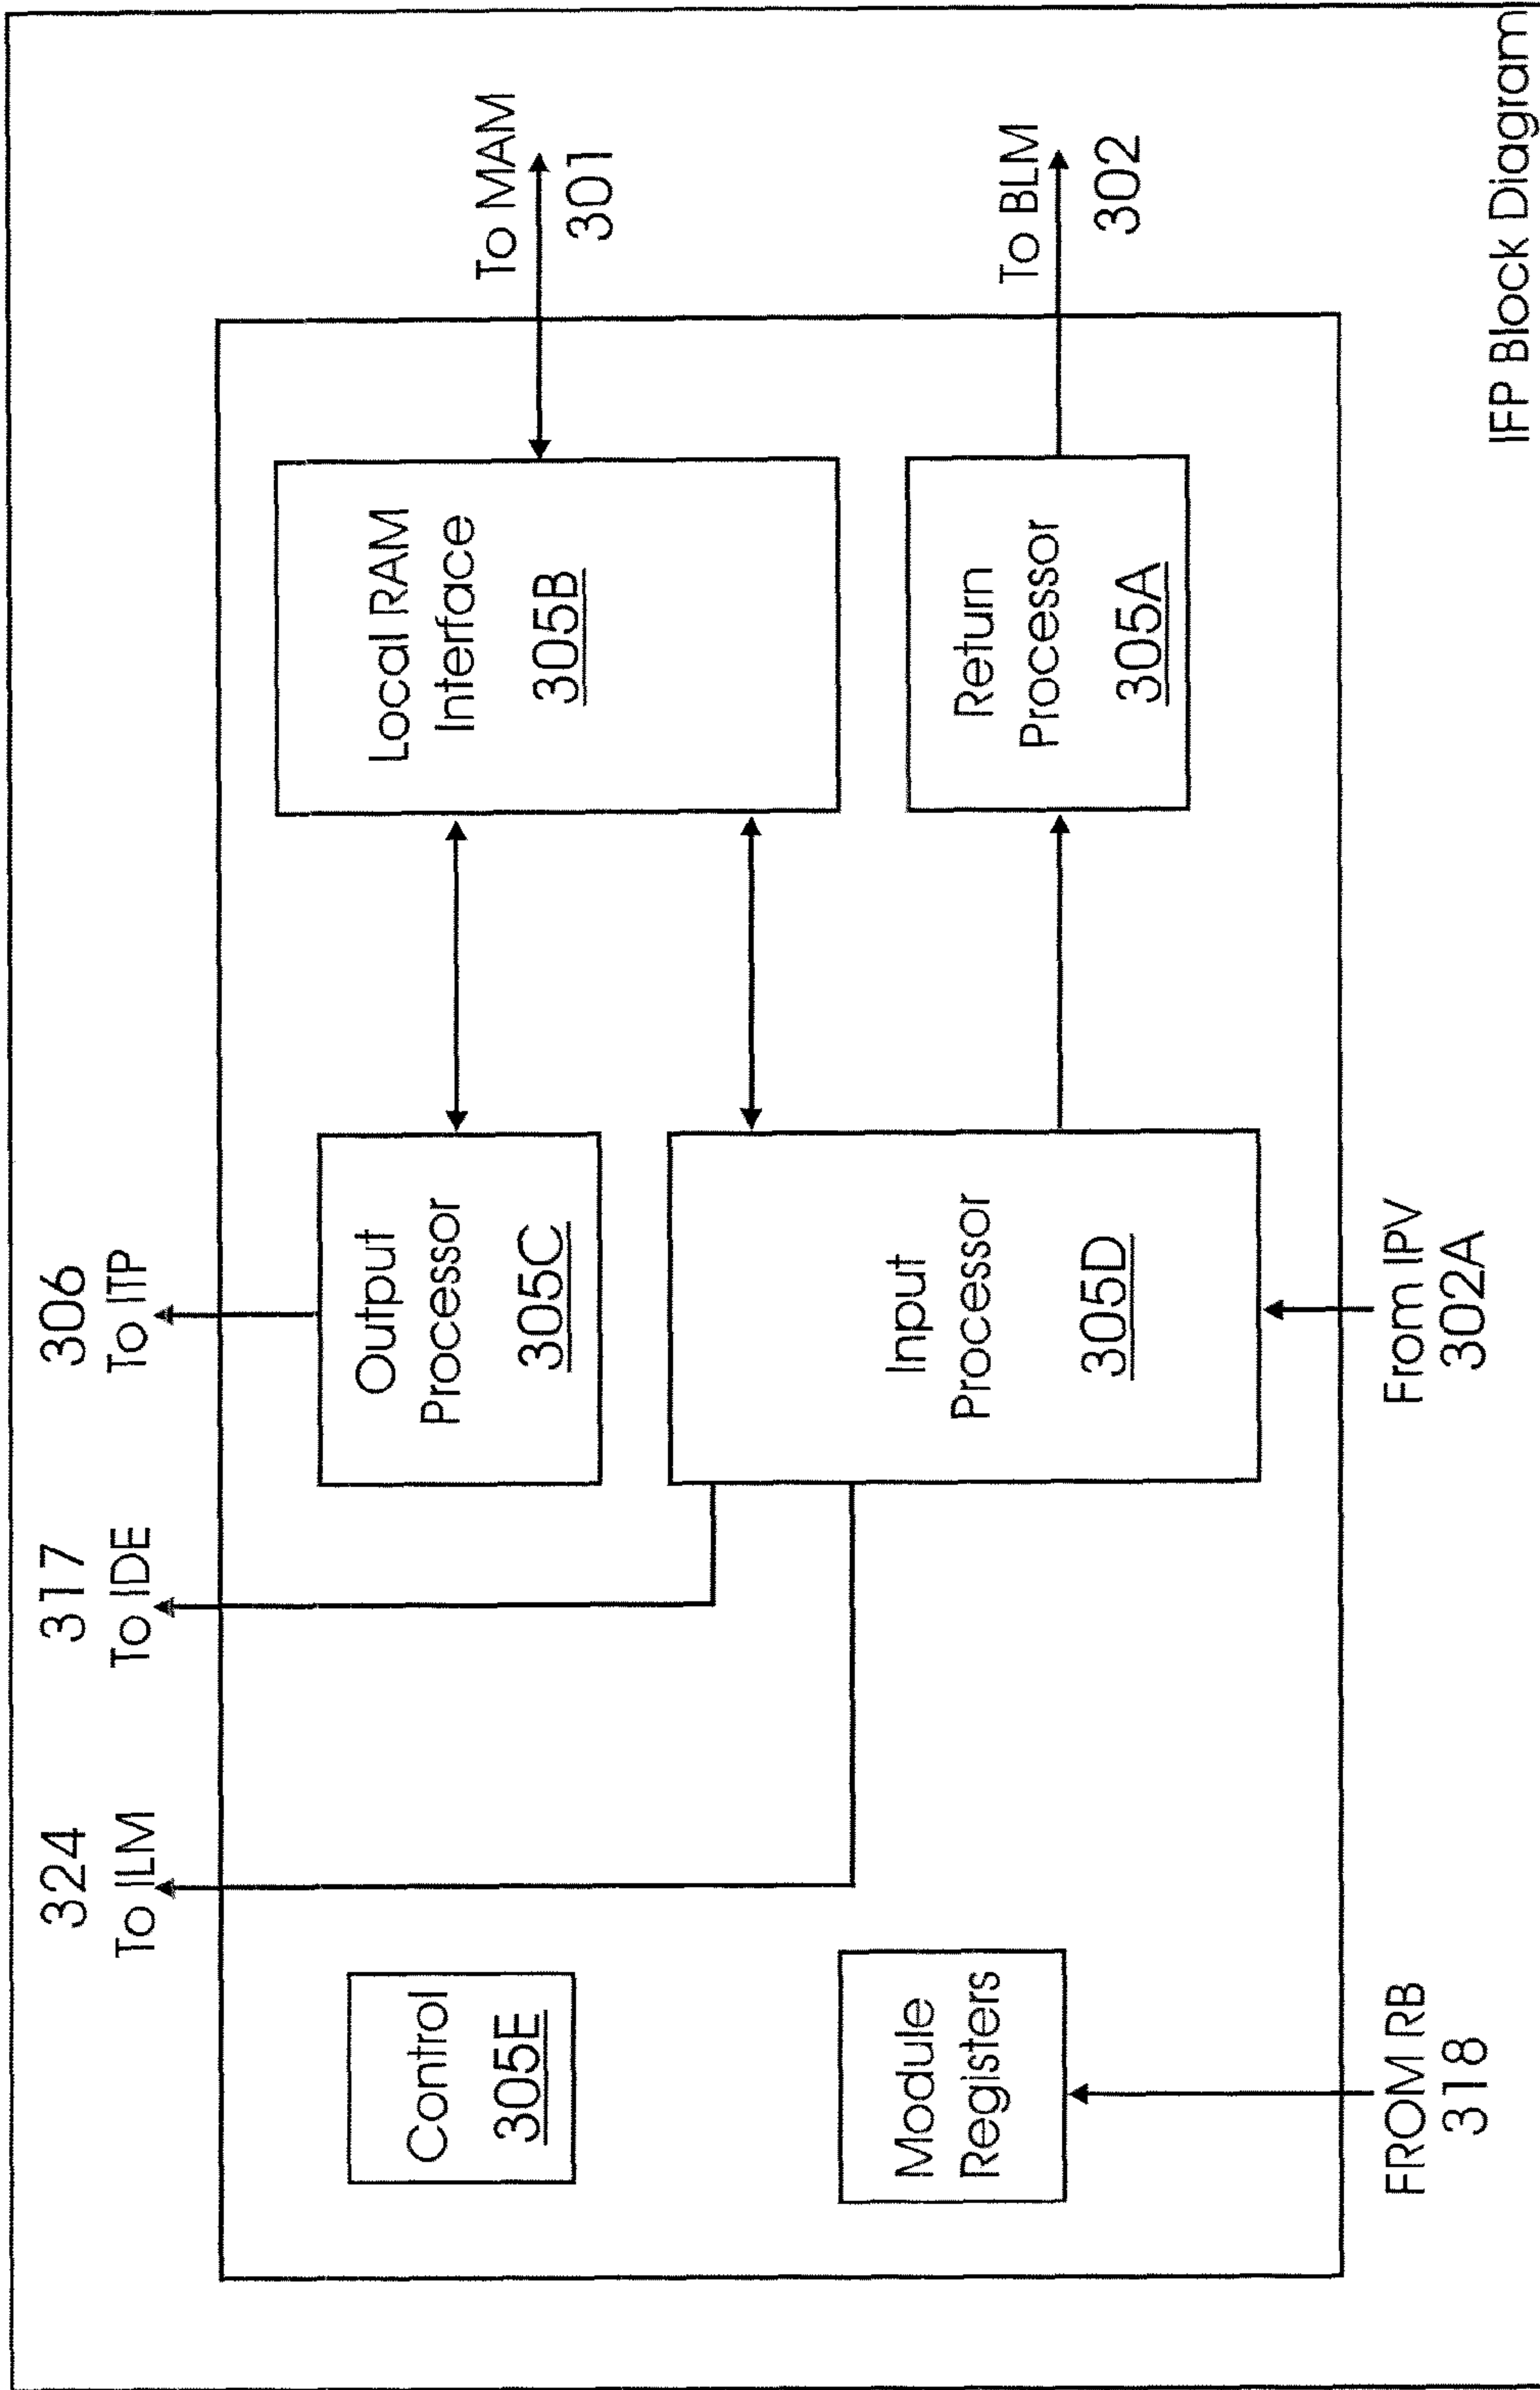 324
To ILM
317
To IDE
306
To ITP
Control
305E
Output
Processor
305C
Local RAM
Interface
305B
To MAM
301
Module
Registers
Input
Processor
305D
Return
Processor
305A
To BLM
302
FROM RB
318
From IPV
302A
IFP Block Diagram